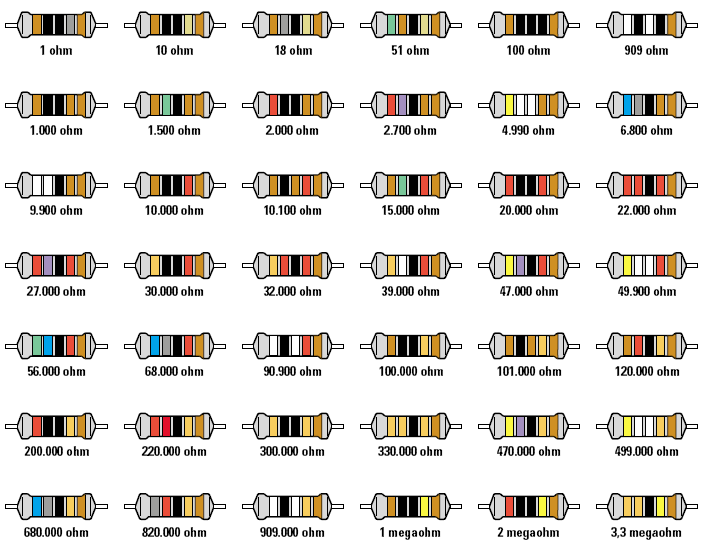 1 ohm 10 ohm 18 ohm 51 ohm 100 ohm 909 ohm
1.000 ohm 1.500 ohm 2.000 ohm 2.700 ohm 4.990 ohm 6.800 ohm
9.900 ohm 10.000 ohm 10.100 ohm 15.000 ohm 20.000 ohm 22.000 ohm
27.000 ohm 30.000 ohm 32.000 ohm 39.000 ohm 47.000 ohm 49.900 ohm
56.000 ohm 68.000 ohm 90.900 ohm 100.000 ohm 101.000 ohm 120.000 ohm
200.000 ohm 220.000 ohm 300.000 ohm 330.000 ohm 470.000 ohm 499.000 ohm
680.000 ohm 820.000 ohm 909.000 ohm 1 megaohm 2 megaohm 3,3 megaohm